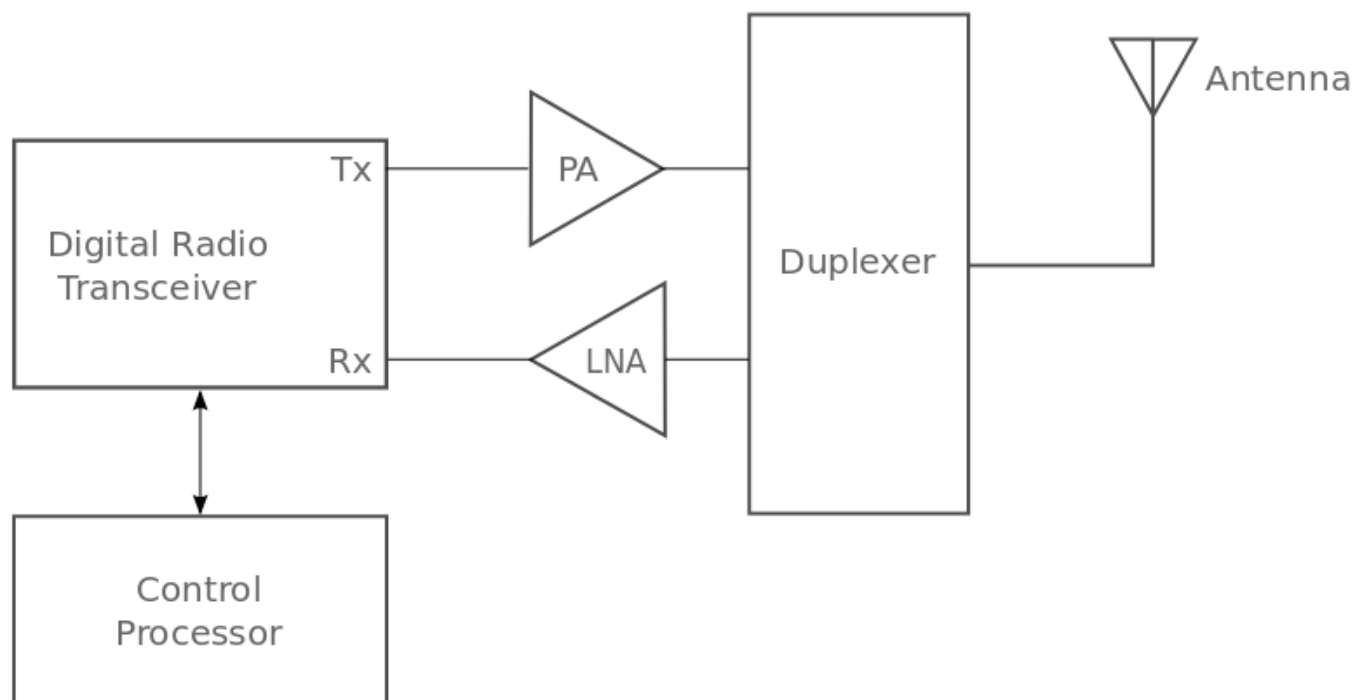 Antenna
Tx
PA
Digital Radio
Transceiver
Duplexer
Rx
LNA
Control
Processor